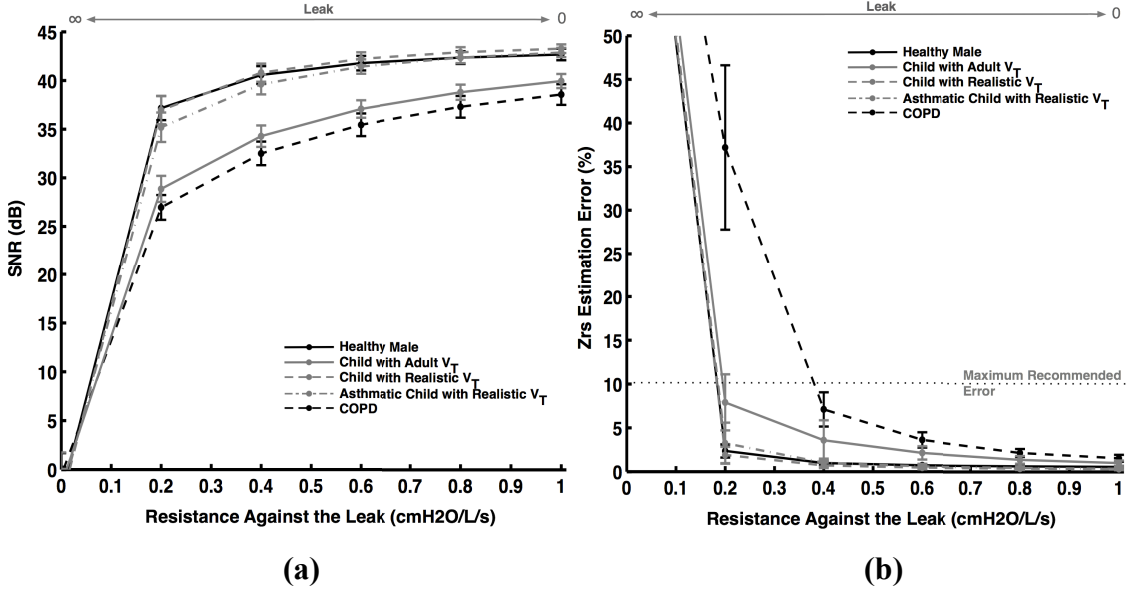 ∞ Leak 0
45
40
35
30
25
20
15
10
5
0
SNR (dB)
Healthy Male
Child with Adult VT
Child with Realistic VT
Asthmatic Child with Realistic VT
COPD
0 0.1 0.2 0.3 0.4 0.5 0.6 0.7 0.8 0.9 1
Resistance Against the Leak (cmH2O/L/s)
(a)
∞ Leak 0
50
45
40
35
30
25
20
15
10
5
0
Zrs Estimation Error (%)
Healthy Male
Child with Adult VT
Child with Realistic VT
Asthmatic Child with Realistic VT
COPD
Maximum Recommended
Error
0 0.1 0.2 0.3 0.4 0.5 0.6 0.7 0.8 0.9 1
Resistance Against the Leak (cmH2O/L/s)
(b)